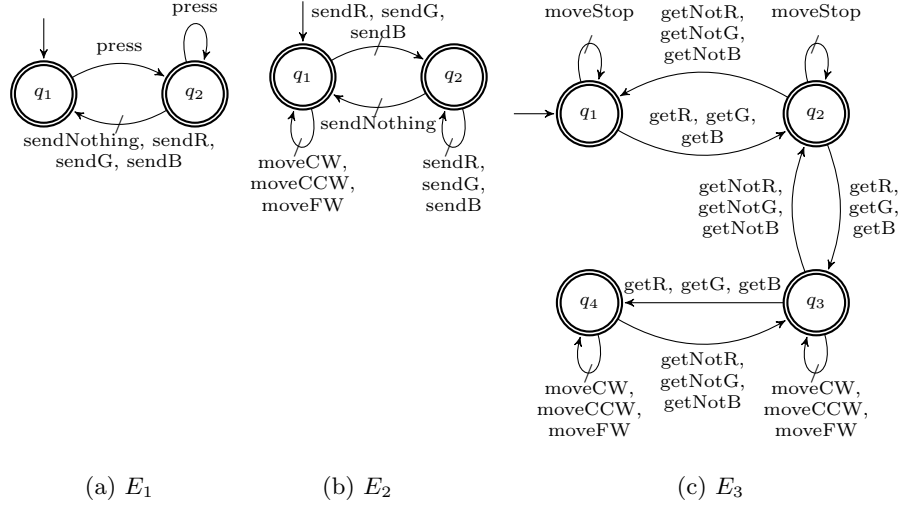 press
press
q1
q2
sendNothing, sendR,
sendG, sendB
(a) E1
sendR, sendG,
sendB
q1
q2
sendNothing
moveCW,
moveCCW,
moveFW
sendR,
sendG,
sendB
(b) E2
moveStop
getNotR,
getNotG,
getNotB
moveStop
q1
q2
getR, getG,
getB
getNotR,
getNotG,
getNotB
getR,
getG,
getB
getR, getG, getB
q4
q3
getNotR,
getNotG,
getNotB
moveCW,
moveCCW,
moveFW
moveCW,
moveCCW,
moveFW
(c) E3